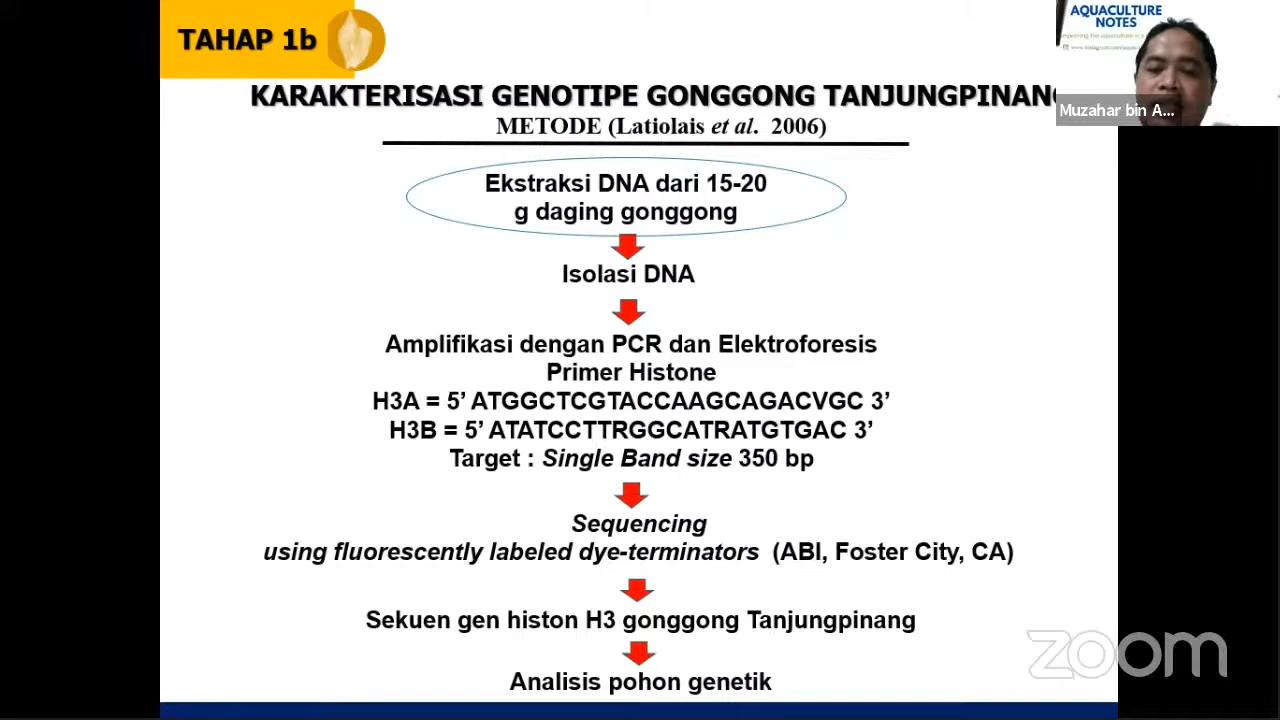 TAHAP 1b
AQUACULTURE
NOTES
KARAKTERISASI GENOTIPE GONGGONG TANJUNGPINANG
METODE (Latiolais et al. 2006)
Muzahar bin A...
Ekstraksi DNA dari 15-20
g daging gonggong
Isolasi DNA
Amplifikasi dengan PCR dan Elektroforesis
Primer Histone
H3A = 5’ ATGGCTCGTACCAAGCAGACVGC 3’
H3B = 5’ ATATCCTTRGGCATRATGTGAC 3’
Target : Single Band size 350 bp
Sequencing
using fluorescently labeled dye-terminators (ABI, Foster City, CA)
Sekuen gen histon H3 gonggong Tanjungpinang
Analisis pohon genetik
zoom